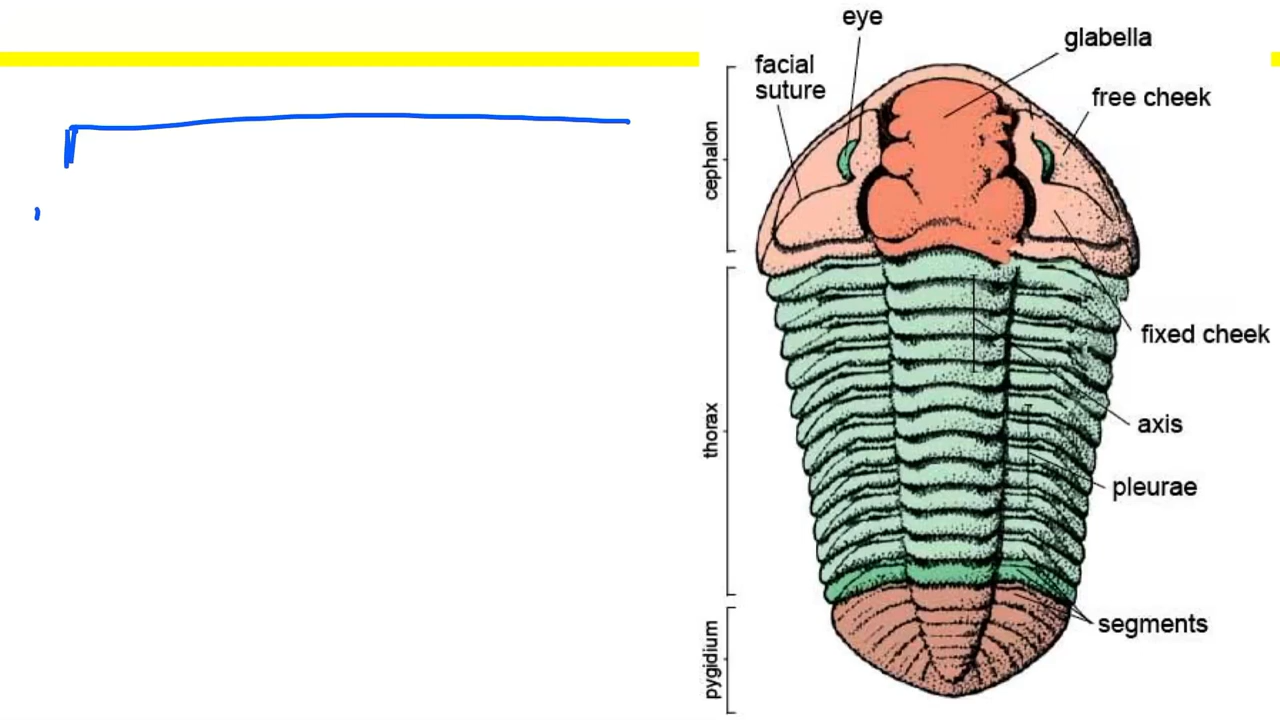 eye
glabella
facial
suture
free cheek
cephalon
fixed cheek
thorax
axis
pleurae
segments
pygidium